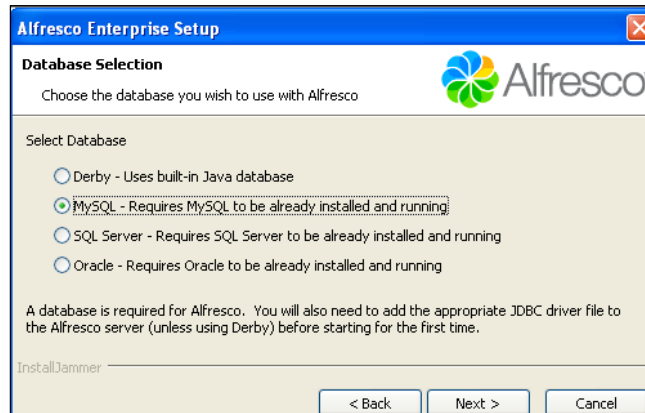 Alfresco Enterprise Setup
Database Selection
Choose the database you wish to use with Alfresco
Alfresco
Select Database
Derby - Uses built-in Java database
MySQL - Requires MySQL to be already installed and running
SQL Server - Requires SQL Server to be already installed and running
Oracle - Requires Oracle to be already installed and running
A database is required for Alfresco. You will also need to add the appropriate JDBC driver file to
the Alfresco server (unless using Derby) before starting for the first time.
InstallJammer
< Back Next > Cancel